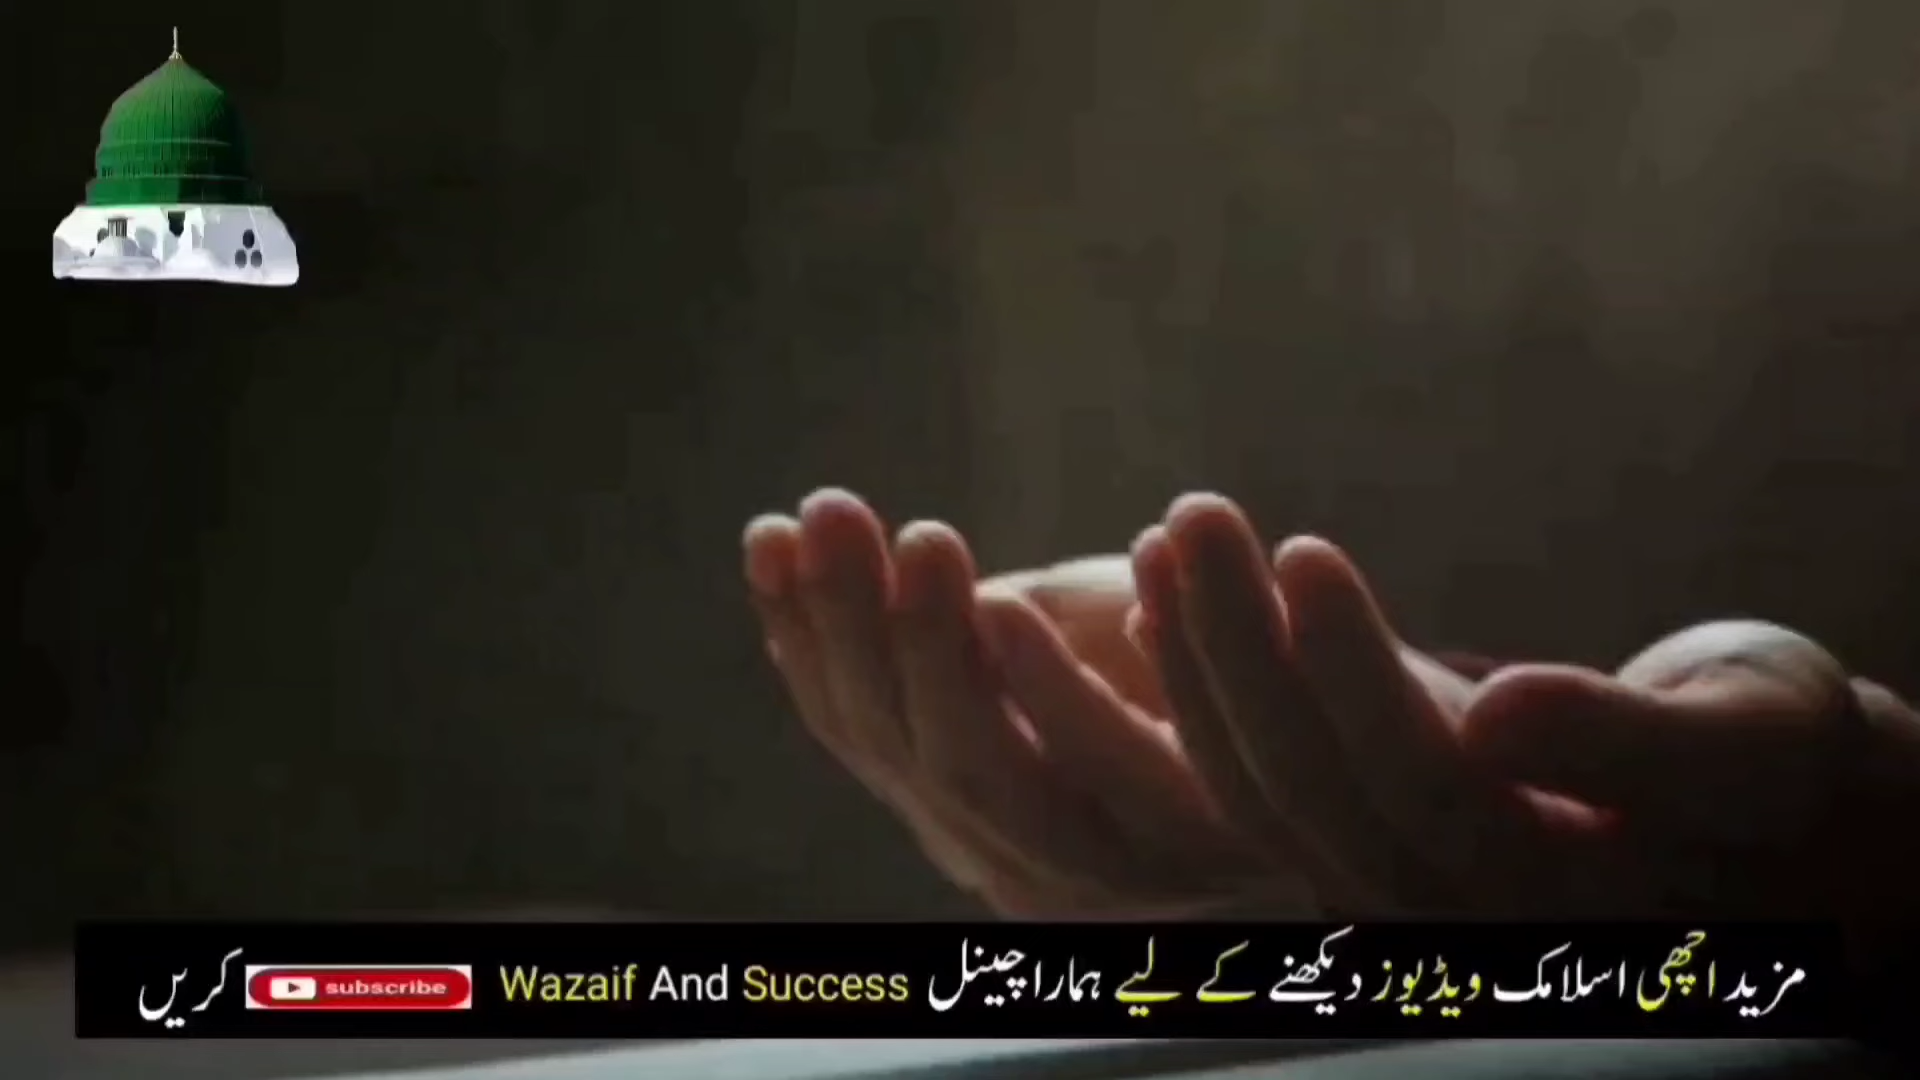 مزید اچھی اسلامک ویڈیوز دیکھنے کے لیے ہمارا چینل Wazaif And Success subscribe کریں